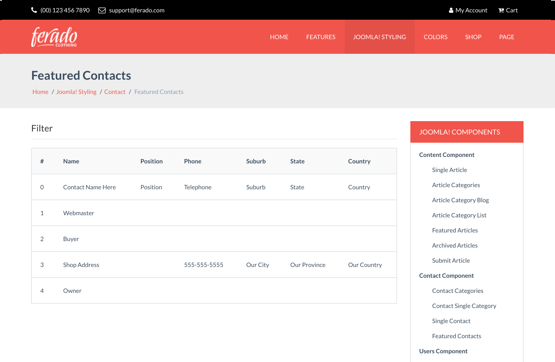 (00) 123 456 7890 support@ferado.com My Account Cart
ferado
CLOTHING
HOME FEATURES JOOMLA! STYLING COLORS SHOP PAGE
Featured Contacts
Home / Joomla! Styling / Contact / Featured Contacts
Filter
# Name Position Phone Suburb State Country
0 Contact Name Here Position Telephone Suburb State Country
1 Webmaster
2 Buyer
3 Shop Address 555-555-5555 Our City Our Province Our Country
4 Owner
JOOMLA! COMPONENTS
Content Component
Single Article
Article Categories
Article Category Blog
Article Category List
Featured Articles
Archived Articles
Submit Article
Contact Component
Contact Categories
Contact Single Category
Single Contact
Featured Contacts
Users Component